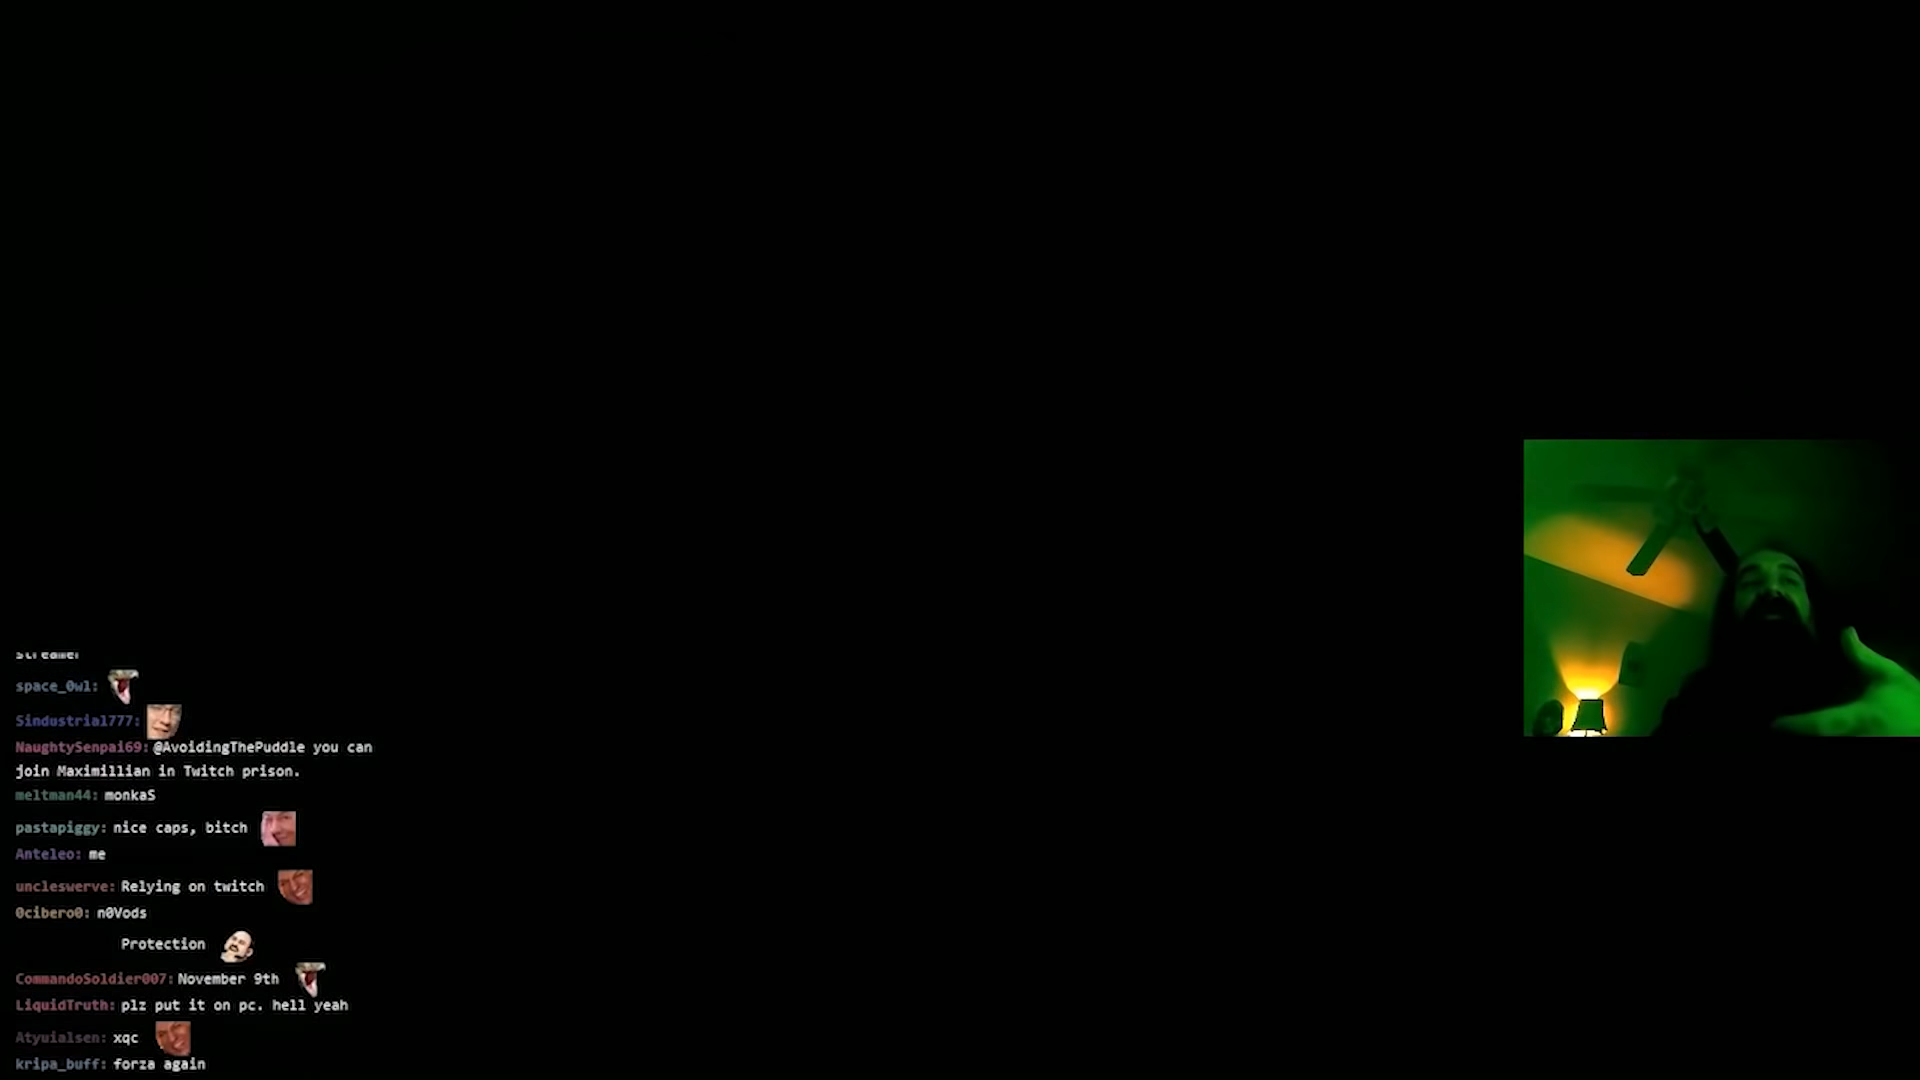 space_0wl:
Sindustrial777:
NaughtySenpai69: @AvoidingThePuddle you can
join Maximillian in Twitch prison.
meltman44: monkaS
pastapiggy: nice caps, bitch
Anteleo: me
uncleswerve: Relying on twitch
0cibero0: n0Vods
Protection
CommandoSoldier007: November 9th
LiquidTruth: plz put it on pc. hell yeah
Atyuialsen: xqc
kripa_buff: forza again